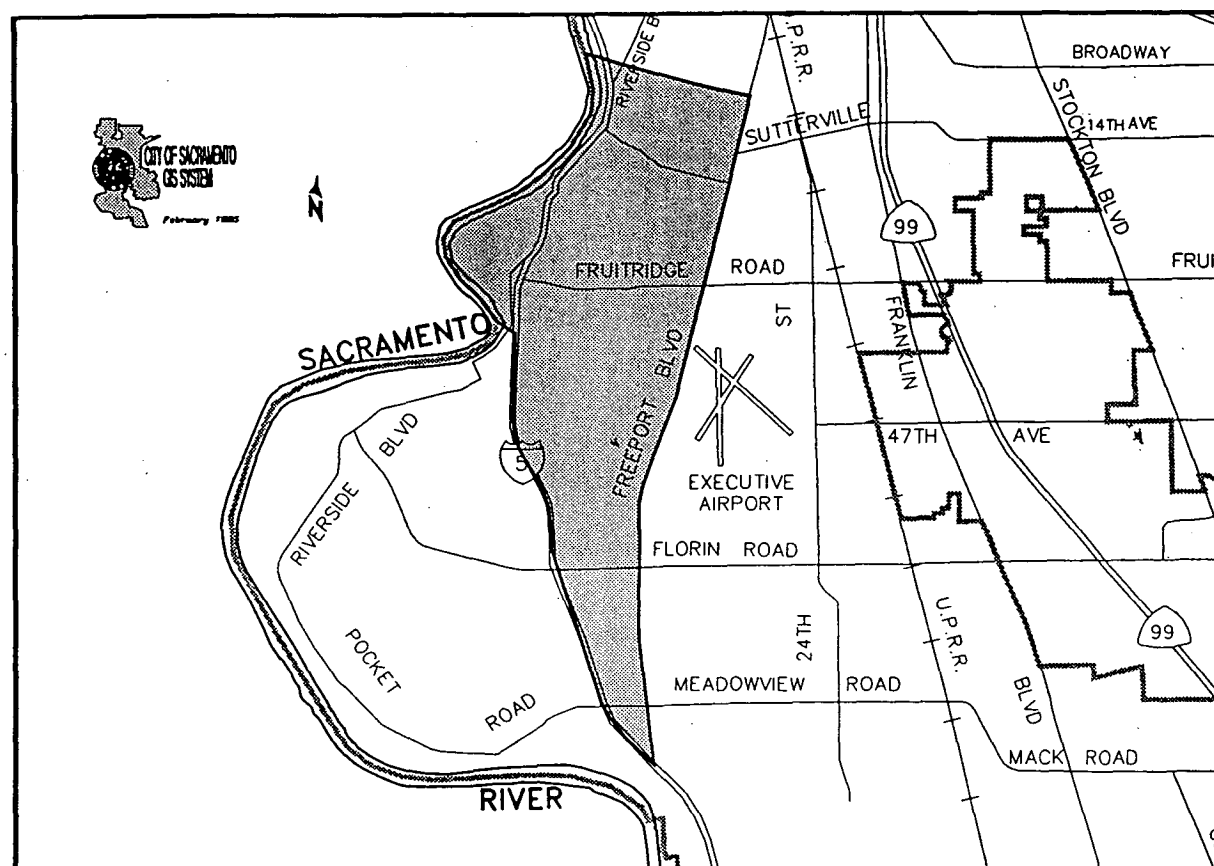 RIVERSIDE B
U.P.R.R.
BROADWAY
STOCKTON BLVD
14TH AVE
SUTTERVILLE
CITY OF SACRAMENTO
GIS SYSTEM
February
N
99
FRUITRIDGE ROAD
FRUI
ST
FRANKLIN
SACRAMENTO
FREEPORT BLVD
BLVD
47TH AVE
5
EXECUTIVE
AIRPORT
RIVERSIDE
FLORIN ROAD
U.P.R.R.
24TH
99
POCKET
ROAD
MEADOWVIEW ROAD
BLVD
MACK ROAD
RIVER